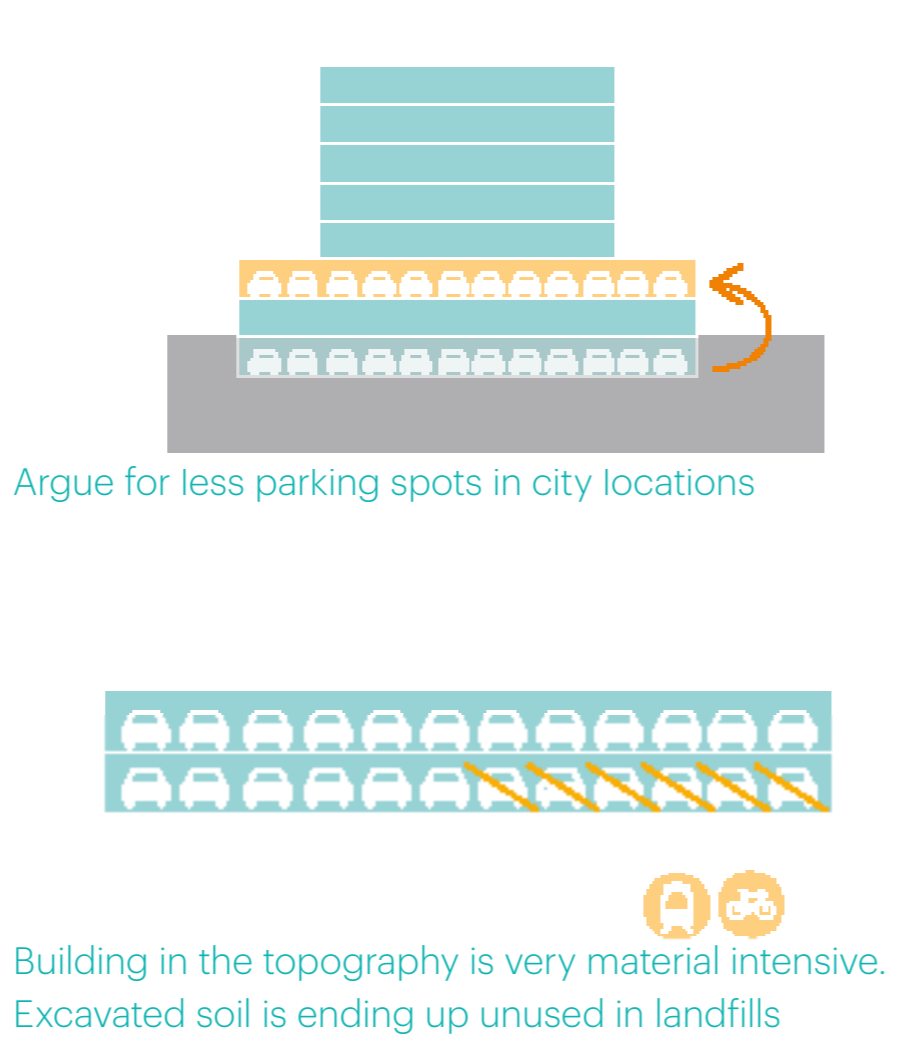 Argue for less parking spots in city locations
Building in the topography is very material intensive.
Excavated soil is ending up unused in landfills